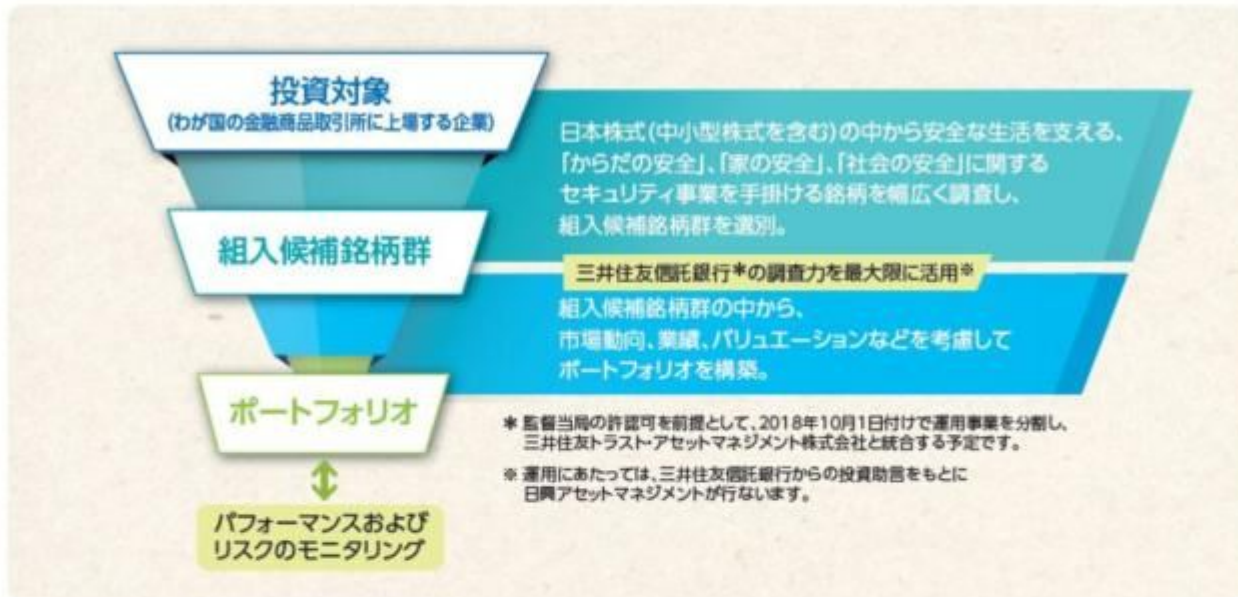 投資対象
(わが国の金融商品取引所に上場する企業)
日本株式(中小型株式を含む)の中から安全な生活を支える、
「からだの安全」、「家の安全」、「社会の安全」に関する
セキュリティ事業を手掛ける銘柄を幅広く調査し、
組入候補銘柄群を選別。
組入候補銘柄群
三井住友信託銀行*の調査力を最大限に活用※
組入候補銘柄群の中から、
市場動向、業績、バリュエーションなどを考慮して
ポートフォリオを構築。
ポートフォリオ
* 監督当局の許認可を前提として、2018年10月1日付けで運用事業を分割し、
三井住友トラスト・アセットマネジメント株式会社と統合する予定です。
※ 運用にあたっては、三井住友信託銀行からの投資助言をもとに
日興アセットマネジメントが行ないます。
パフォーマンスおよび
リスクのモニタリング